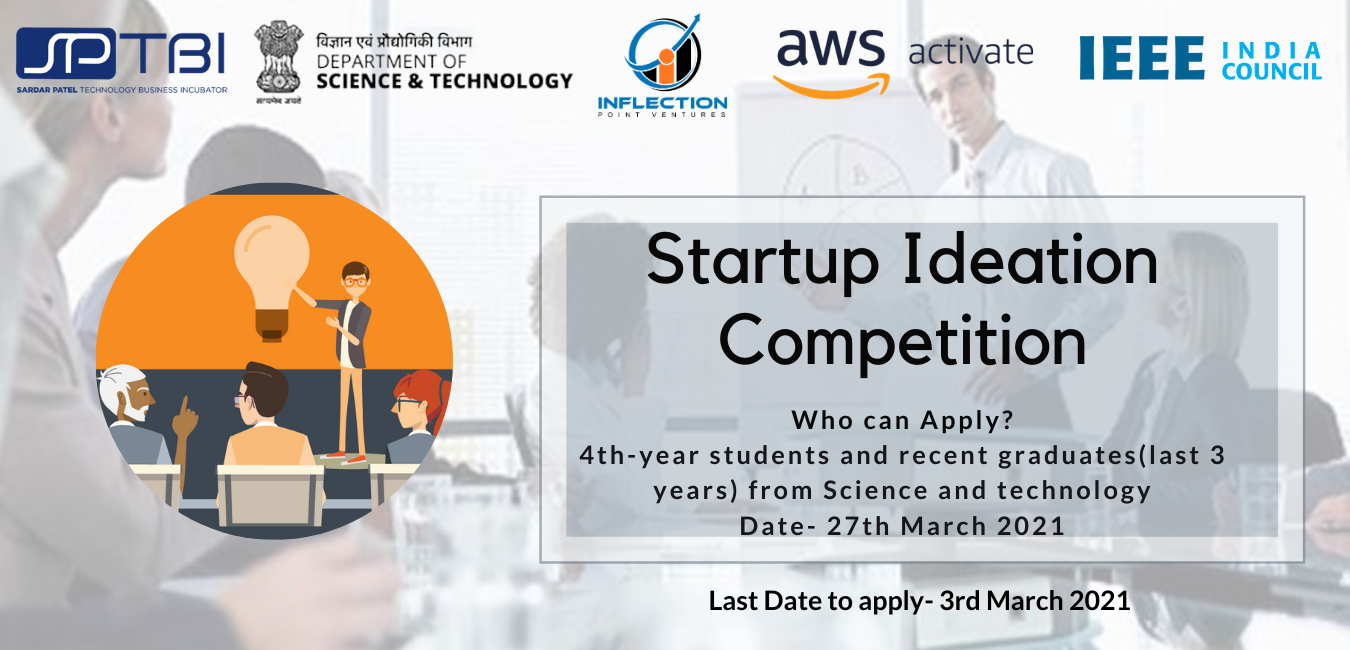 SPTBI
SARDAR PATEL TECHNOLOGY BUSINESS INCUBATOR
सत्यमेव जयते
विज्ञान एवं प्रौद्योगिकी विभाग
DEPARTMENT OF
SCIENCE & TECHNOLOGY
INFLECTION
POINT VENTURES
aws activate
IEEE INDIA
COUNCIL
B
C
Startup Ideation
Competition
Who can Apply?
4th-year students and recent graduates(last 3
years) from Science and technology
Date- 27th March 2021
Last Date to apply- 3rd March 2021